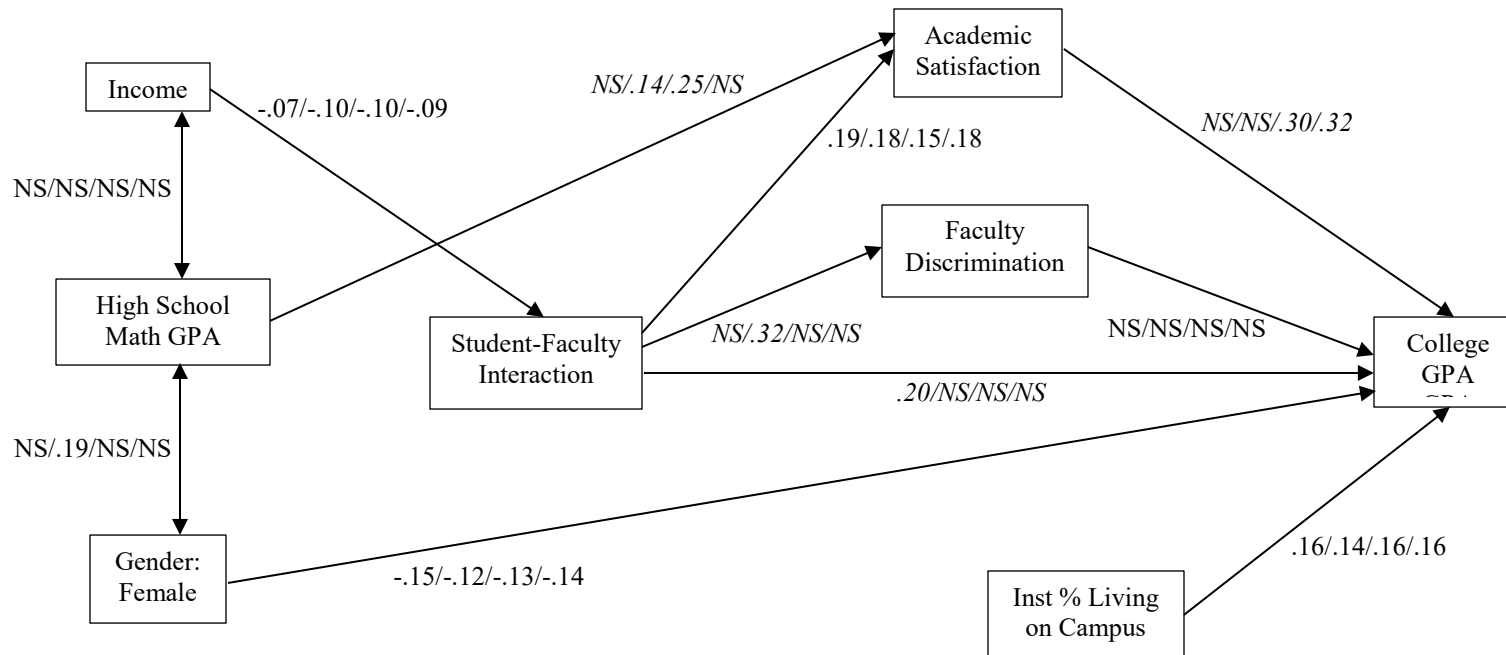 Academic
Satisfaction
Income
NS/.14/.25/NS
-.07/-.10/-.10/-.09
NS/NS/.30/.32
.19/.18/.15/.18
NS/NS/NS/NS
Faculty
Discrimination
High School
Math GPA
NS/.32/NS/NS
NS/NS/NS/NS
Student-Faculty
Interaction
College
GPA
GPA
.20/NS/NS/NS
NS/.19/NS/NS
Gender:
Female
-.15/-.12/-.13/-.14
.16/.14/.16/.16
Inst % Living
on Campus